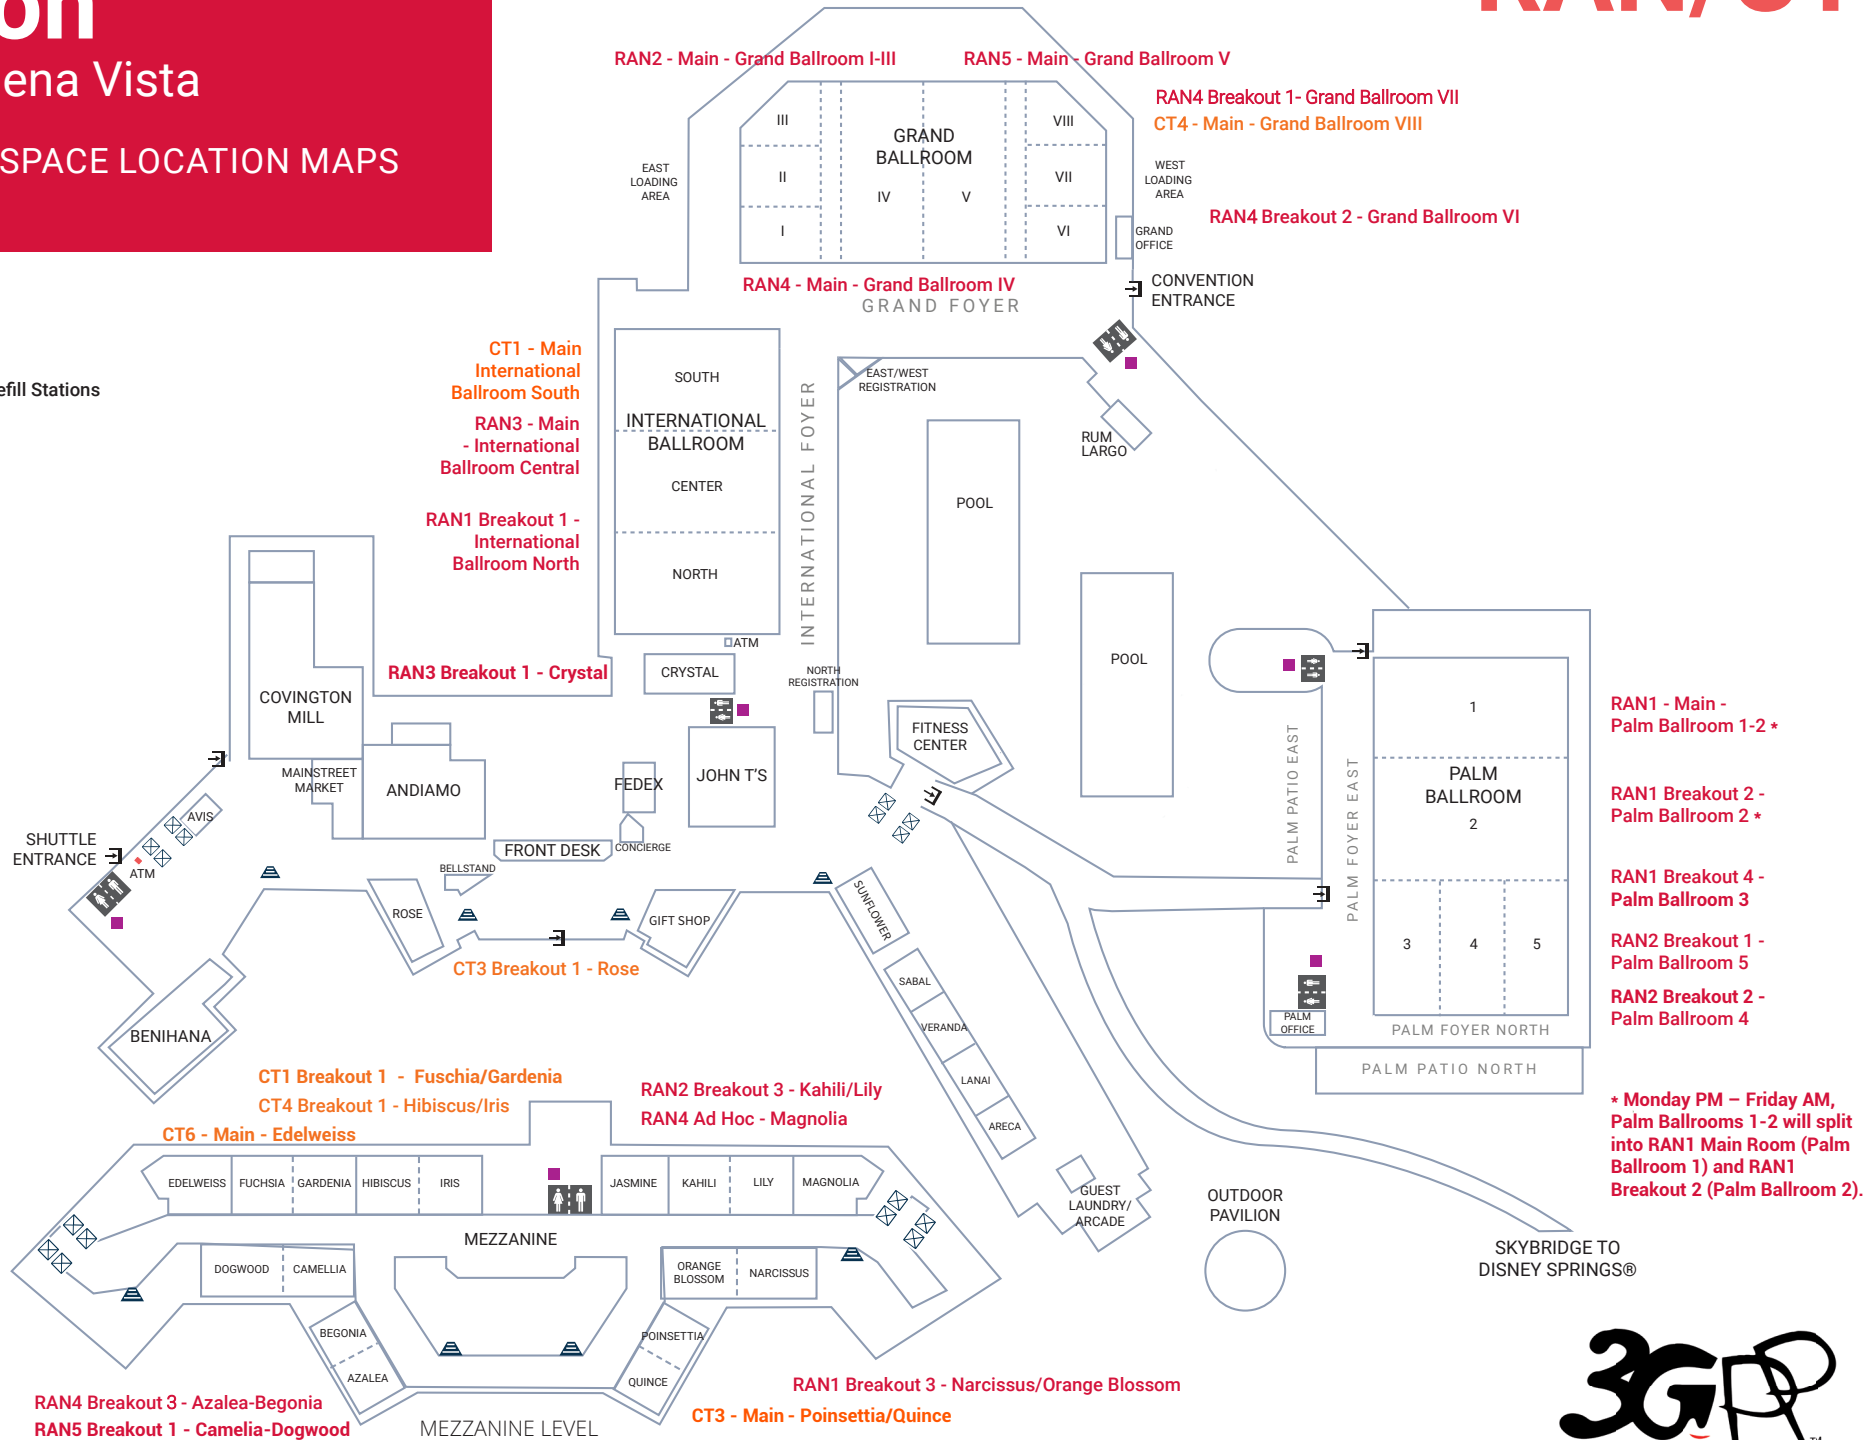 ena Vista
SPACE LOCATION MAPS
RAN2 - Main - Grand Ballroom I-III
RAN5 - Main - Grand Ballroom V
RAN4 Breakout 1- Grand Ballroom VII
CT4 - Main - Grand Ballroom VIII
III
GRAND
BALLROOM
VIII
EAST
LOADING
AREA
II
IV
V
VII
WEST
LOADING
AREA
RAN4 Breakout 2 - Grand Ballroom VI
I
VI
GRAND
OFFICE
RAN4 - Main - Grand Ballroom IV
GRAND FOYER
CONVENTION
ENTRANCE
efill Stations
CT1 - Main
International
Ballroom South
RAN3 - Main
- International
Ballroom Central
RAN1 Breakout 1 -
International
Ballroom North
SOUTH
INTERNATIONAL
BALLROOM
CENTER
NORTH
INTERNATIONAL FOYER
EAST/WEST
REGISTRATION
RUM
LARGO
POOL
POOL
ATM
RAN3 Breakout 1 - Crystal
CRYSTAL
NORTH
REGISTRATION
COVINGTON
MILL
MAINSTREET
MARKET
ANDIAMO
FEDEX
JOHN T'S
FITNESS
CENTER
AVIS
SHUTTLE
ENTRANCE
ATM
FRONT DESK
CONCIERGE
BELLSTAND
ROSE
GIFT SHOP
SUNFLOWER
CT3 Breakout 1 - Rose
BENIHANA
SABAL
VERANDA
LANAI
ARECA
PALM PATIO EAST
PALM FOYER EAST
1
PALM
BALLROOM
2
3
4
5
PALM
OFFICE
PALM FOYER NORTH
PALM PATIO NORTH
RAN1 - Main -
Palm Ballroom 1-2 *
RAN1 Breakout 2 -
Palm Ballroom 2 *
RAN1 Breakout 4 -
Palm Ballroom 3
RAN2 Breakout 1 -
Palm Ballroom 5
RAN2 Breakout 2 -
Palm Ballroom 4
* Monday PM – Friday AM,
Palm Ballrooms 1-2 will split
into RAN1 Main Room (Palm
Ballroom 1) and RAN1
Breakout 2 (Palm Ballroom 2).
CT1 Breakout 1 - Fuschia/Gardenia
CT4 Breakout 1 - Hibiscus/Iris
CT6 - Main - Edelweiss
RAN2 Breakout 3 - Kahili/Lily
RAN4 Ad Hoc - Magnolia
EDELWEISS
FUCHSIA
GARDENIA
HIBISCUS
IRIS
JASMINE
KAHILI
LILY
MAGNOLIA
GUEST
LAUNDRY/
ARCADE
OUTDOOR
PAVILION
SKYBRIDGE TO
DISNEY SPRINGS®
MEZZANINE
DOGWOOD
CAMELLIA
ORANGE
BLOSSOM
NARCISSUS
BEGONIA
AZALEA
POINSETTIA
QUINCE
RAN4 Breakout 3 - Azalea-Begonia
RAN5 Breakout 1 - Camelia-Dogwood
MEZZANINE LEVEL
RAN1 Breakout 3 - Narcissus/Orange Blossom
CT3 - Main - Poinsettia/Quince
3GPP
TM